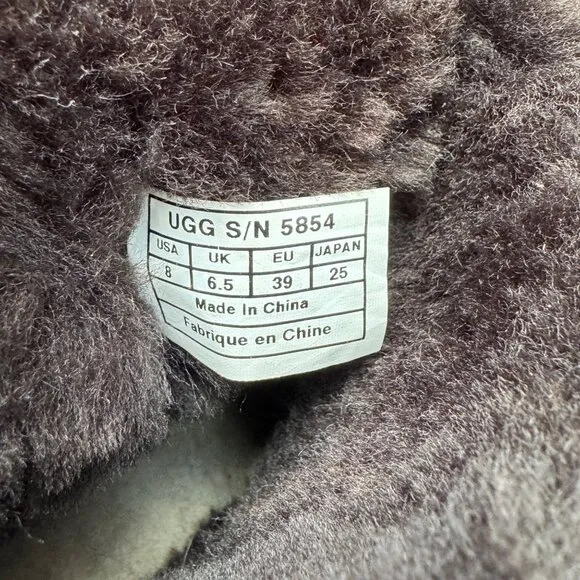 UGG S/N 5854
USA UK EU JAPAN
8 6.5 39 25
Made In China
Fabrique en Chine